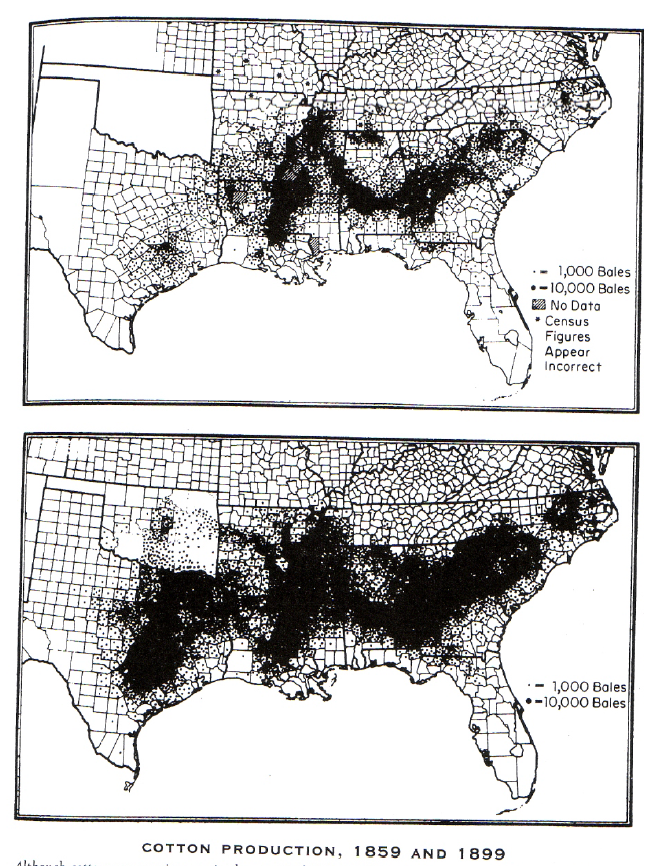 · = 1,000 Bales
● = 10,000 Bales
No Data
* Census
Figures
Appear
Incorrect
· = 1,000 Bales
● = 10,000 Bales
COTTON PRODUCTION, 1859 AND 1899
Although